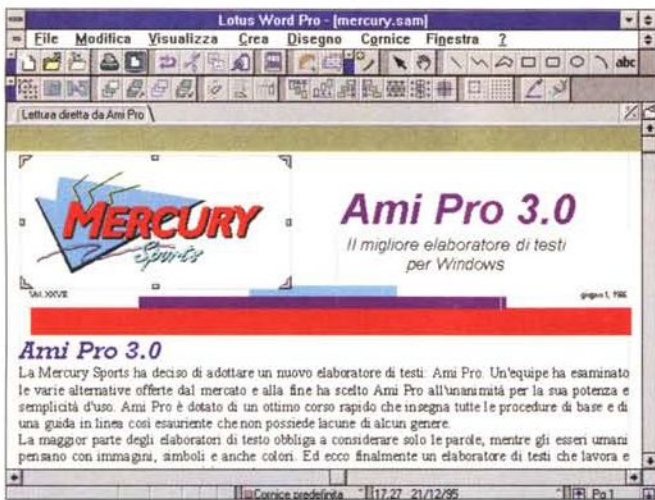 Lotus Word Pro - [mercury.sam]
File Modifica Visualizza Crea Disegno Cornice Finestra ?
abc
Lettura diretta da Ami Pro
MERCURY
Sports
Ami Pro 3.0
Il migliore elaboratore di testi
per Windows
Vol. XXVII giugno 1, 1986
Ami Pro 3.0
La Mercury Sports ha deciso di adottare un nuovo elaboratore di testi: Ami Pro. Un'equipe ha esaminato
le varie alternative offerte dal mercato e alla fine ha scelto Ami Pro all'unanimità per la sua potenza e
semplicità d'uso. Ami Pro è dotato di un ottimo corso rapido che insegna tutte le procedure di base e di
una guida in linea così esauriente che non possiede lacune di alcun genere.
La maggior parte degli elaboratori di testo obbliga a considerare solo le parole, mentre gli esseri umani
pensano con immagini, simboli e anche colori. Ed ecco finalmente un elaboratore di testi che lavora e
Cornice predefinita 17.27 21/12/95 Pg 1